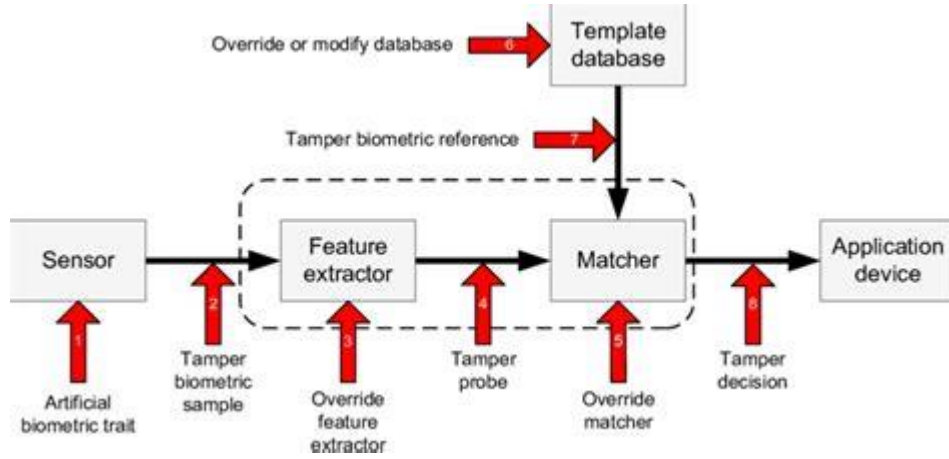 Override or modify database
6
Template
database
Tamper biometric reference
7
Sensor
Feature
extractor
Matcher
Application
device
1
2
3
4
5
8
Artificial
biometric trait
Tamper
biometric
sample
Override
feature
extractor
Tamper
probe
Override
matcher
Tamper
decision